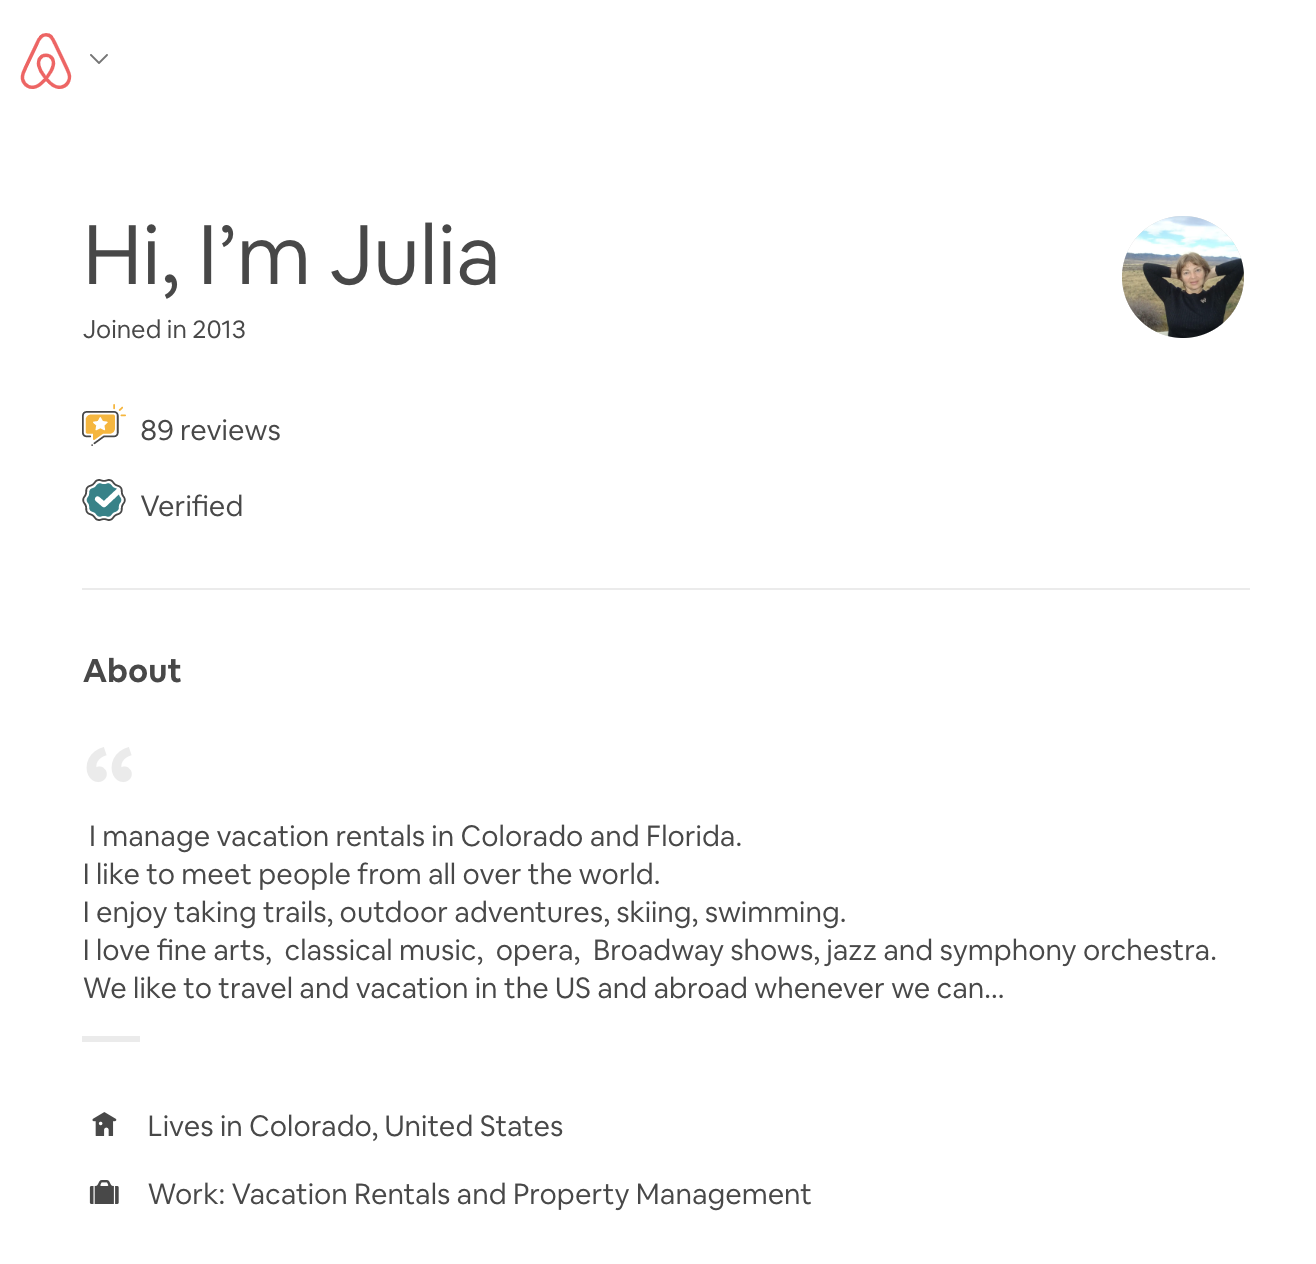 Hi, I’m Julia
Joined in 2013
89 reviews
Verified
About
“
I manage vacation rentals in Colorado and Florida.
I like to meet people from all over the world.
I enjoy taking trails, outdoor adventures, skiing, swimming.
I love fine arts,  classical music,  opera,  Broadway shows, jazz and symphony orchestra.
We like to travel and vacation in the US and abroad whenever we can...
Lives in Colorado, United States
Work: Vacation Rentals and Property Management